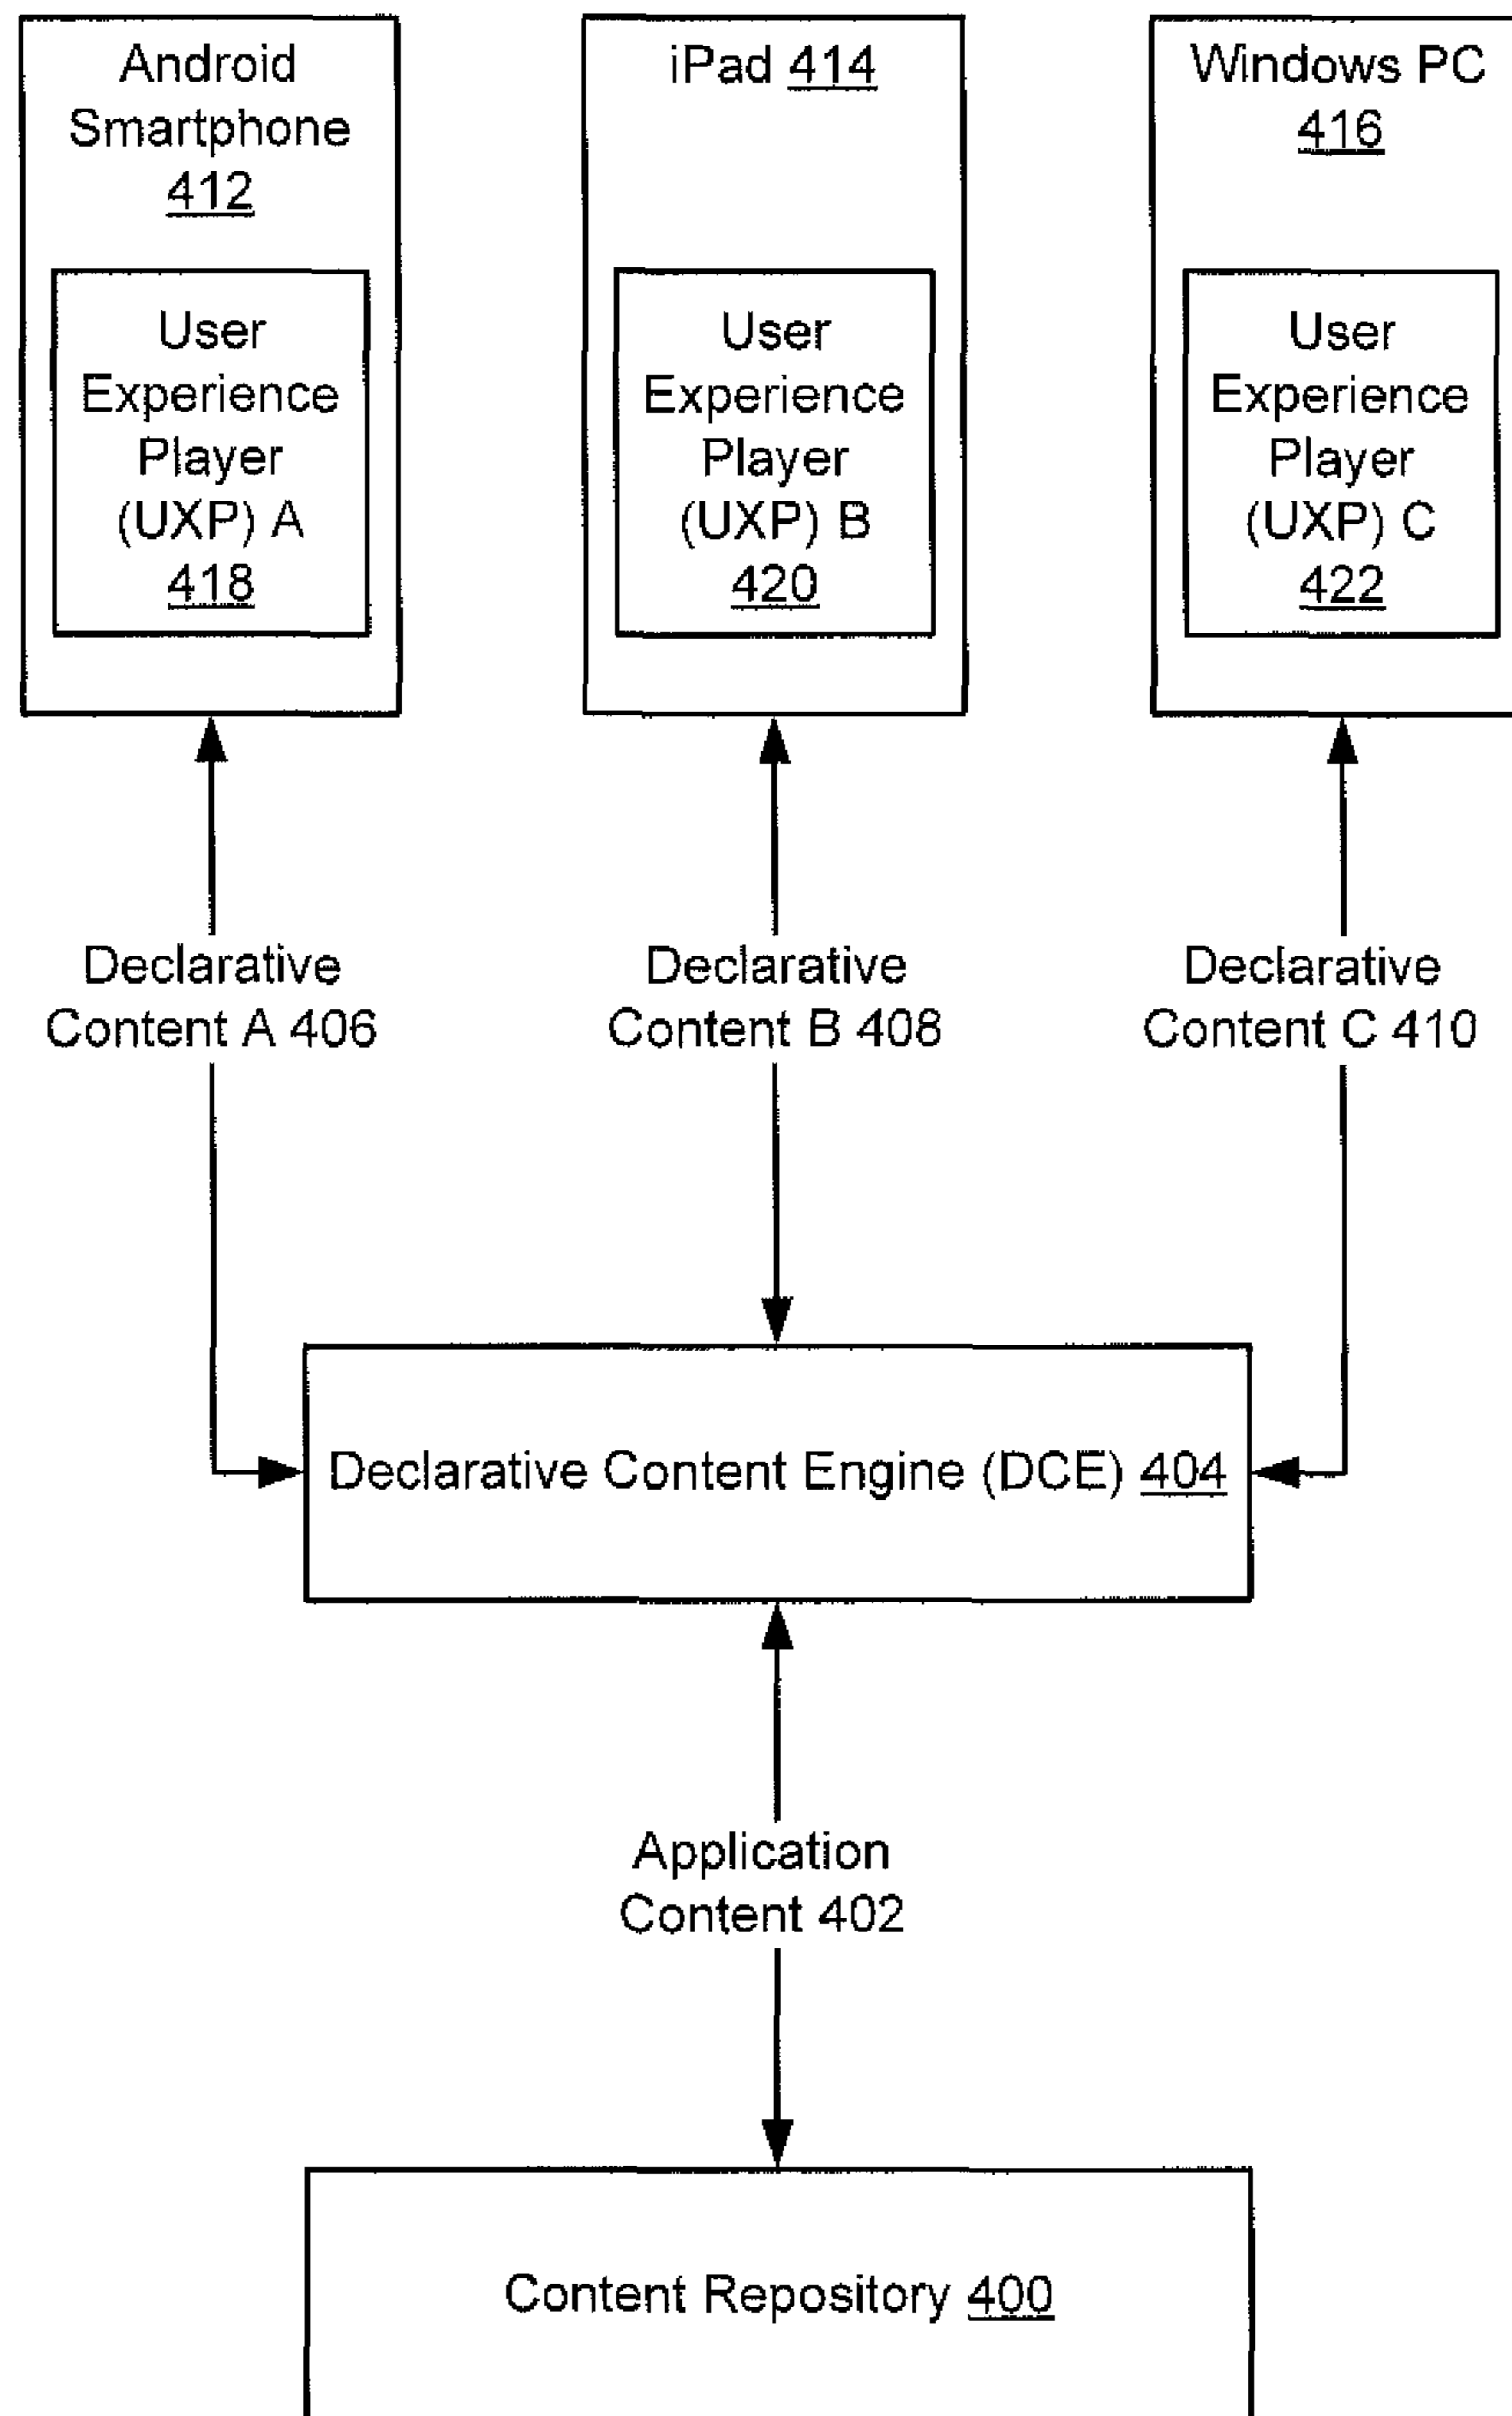 Android
Smartphone
412
User
Experience
Player
(UXP) A
418
iPad 414
User
Experience
Player
(UXP) B
420
Windows PC
416
User
Experience
Player
(UXP) C
422
Declarative
Content A 406
Declarative
Content B 408
Declarative
Content C 410
Declarative Content Engine (DCE) 404
Application
Content 402
Content Repository 400